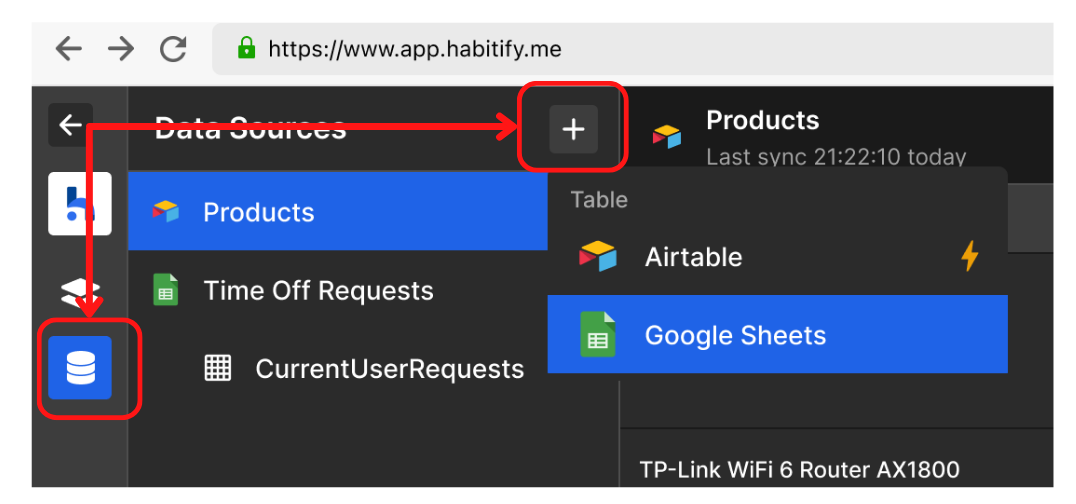 https://www.app.habitify.me
Data Sources
Products
Last sync 21:22:10 today
Products
Table
Airtable
Time Off Requests
Google Sheets
CurrentUserRequests
TP-Link WiFi 6 Router AX1800